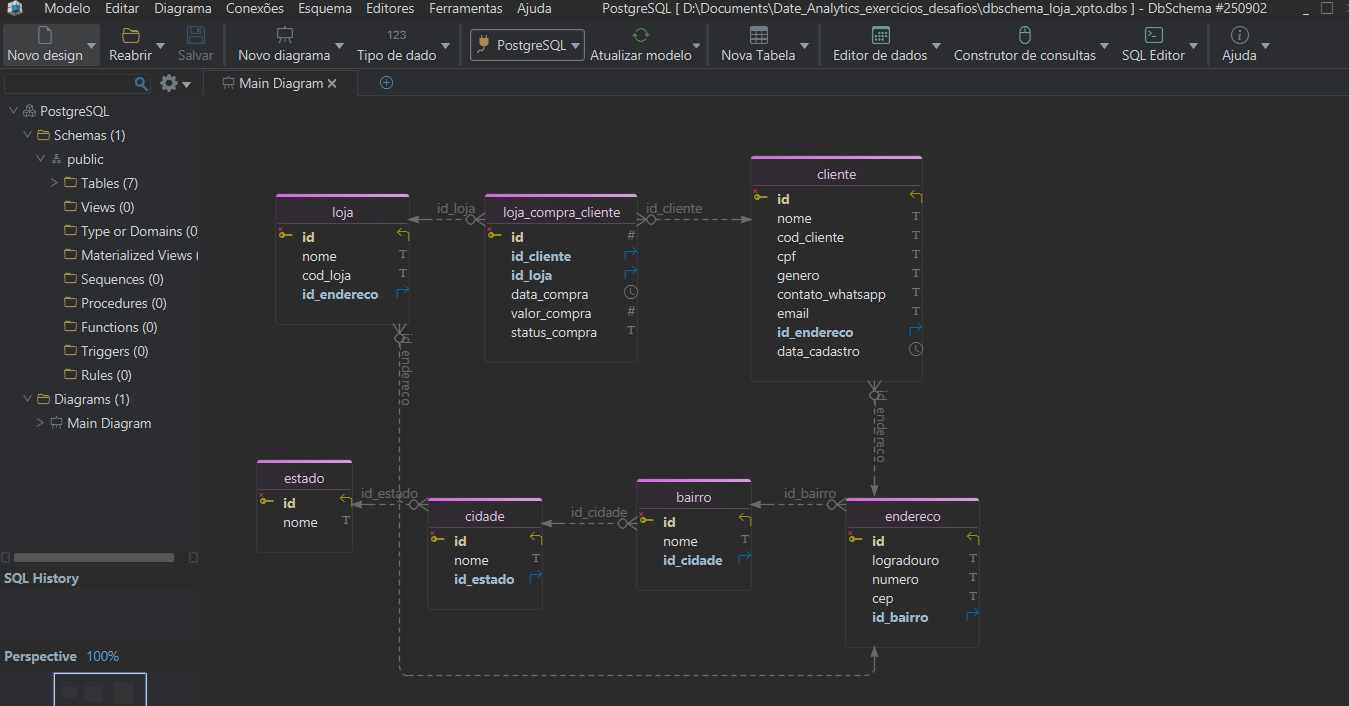 Modelo Editar Diagrama Conexões Esquema Editores Ferramentas Ajuda PostgreSQL [ D:\Documents\Date_Analytics_exercicios_desafios\dbschema_loja_xpto.dbs ] - DbSchema #250902
Novo design Reabrir Salvar Novo diagrama 123 Tipo de dado PostgreSQL Atualizar modelo Nova Tabela Editor de dados Construtor de consultas SQL Editor Ajuda
Main Diagram
PostgreSQL
Schemas (1)
public
Tables (7)
Views (0)
Type or Domains (0)
Materialized Views (
Sequences (0)
Procedures (0)
Functions (0)
Triggers (0)
Rules (0)
Diagrams (1)
Main Diagram
SQL History
Perspective 100%
loja
id
nome T
cod_loja T
id_endereco
id_loja
loja_compra_cliente
id #
id_cliente
id_loja
data_compra
valor_compra #
status_compra T
id_cliente
cliente
id
nome T
cod_cliente T
cpf T
genero T
contato_whatsapp T
email T
id_endereco
data_cadastro
id_endereco
id_endereco
estado
id
nome T
id_estado
cidade
id
nome T
id_estado
id_cidade
bairro
id
nome T
id_cidade
id_bairro
endereco
id
logradouro T
numero T
cep T
id_bairro